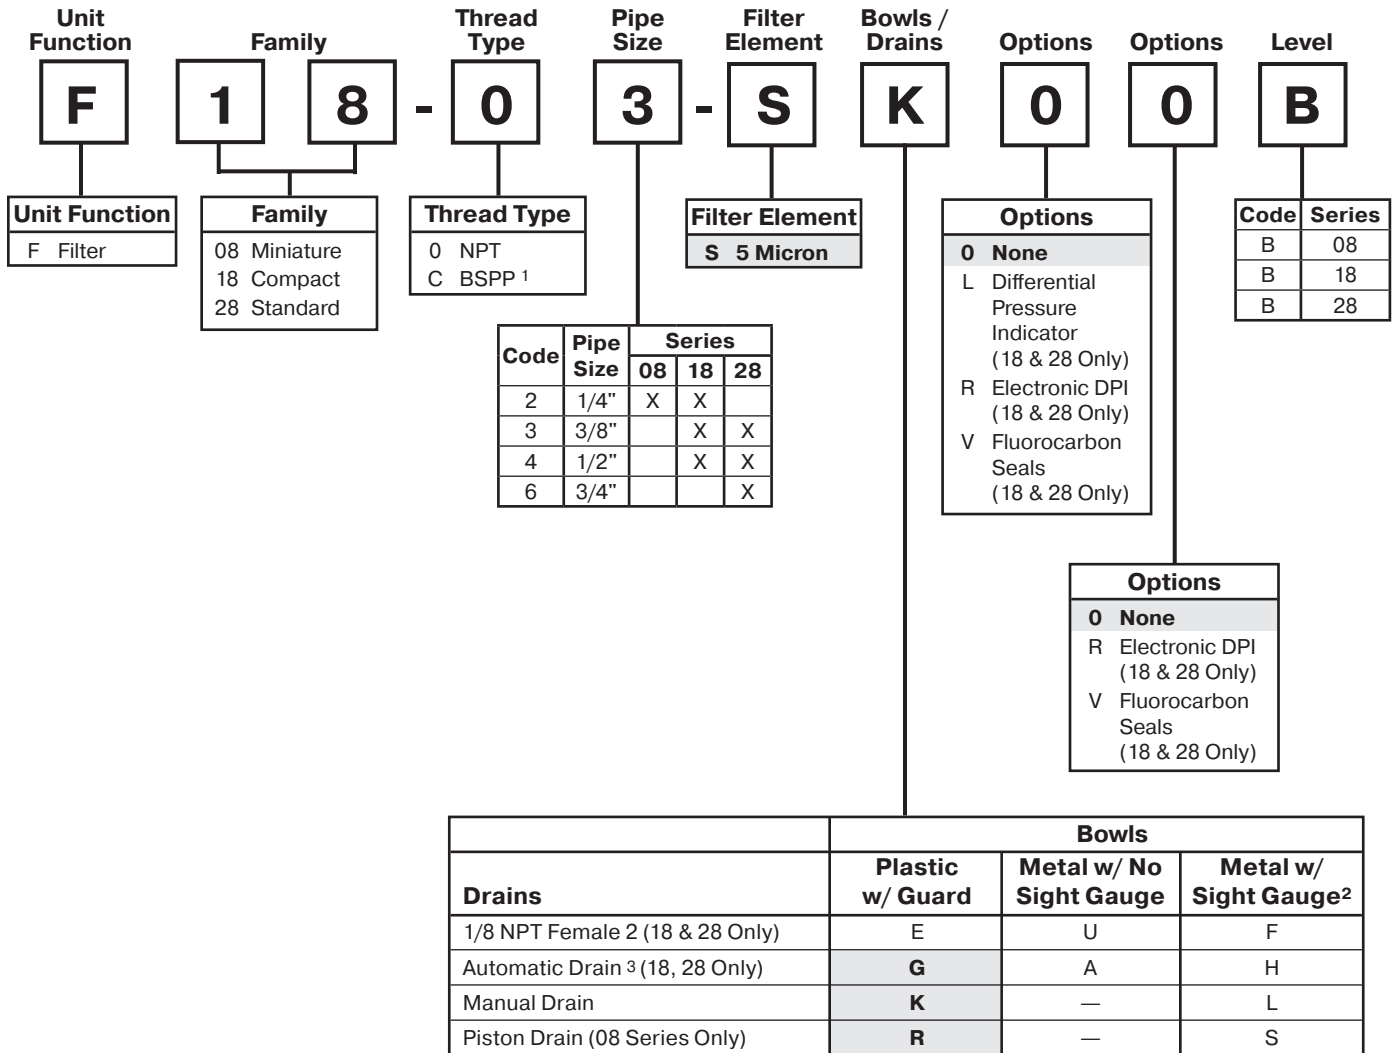 Unit Function
Family
Thread Type
Pipe Size
Filter Element
Bowls / Drains
Options
Options
Level
F 1 8 - 0 3 - S K 0 0 B
Unit Function
F Filter
Family
08 Miniature
18 Compact
28 Standard
Thread Type
0 NPT
C BSPP 1
Code Pipe Size Series
08 18 28
2 1/4" X X
3 3/8" X X
4 1/2" X X
6 3/4" X
Filter Element
S 5 Micron
Options
0 None
L Differential
Pressure
Indicator
(18 & 28 Only)
R Electronic DPI
(18 & 28 Only)
V Fluorocarbon
Seals
(18 & 28 Only)
Options
0 None
R Electronic DPI
(18 & 28 Only)
V Fluorocarbon
Seals
(18 & 28 Only)
Code Series
B 08
B 18
B 28
Bowls
Drains
Plastic w/ Guard
Metal w/ No Sight Gauge
Metal w/ Sight Gauge2
1/8 NPT Female 2 (18 & 28 Only) E U F
Automatic Drain 3 (18, 28 Only) G A H
Manual Drain K — L
Piston Drain (08 Series Only) R — S